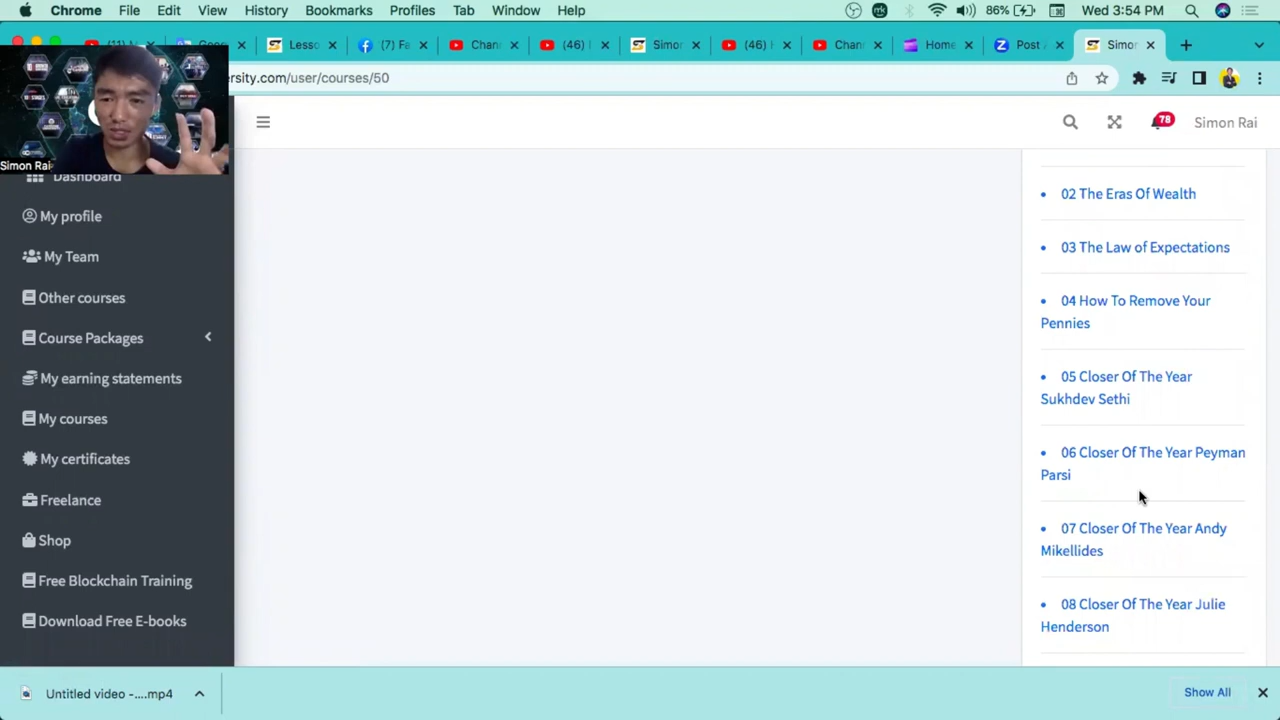 Chrome File Edit View History Bookmarks Profiles Tab Window Help 86% Wed 3:54 PM
Lesso (7) Fa Chann (46) Simor (46) Chann Home Post Z Simor
ersity.com/user/courses/50
78 Simon Rai
Simon Rai
Dashboard
My profile
My Team
Other courses
Course Packages
My earning statements
My courses
My certificates
Freelance
Shop
Free Blockchain Training
Download Free E-books
02 The Eras Of Wealth
03 The Law of Expectations
04 How To Remove Your
Pennies
05 Closer Of The Year
Sukhdev Sethi
06 Closer Of The Year Peyman
Parsi
07 Closer Of The Year Andy
Mikellides
08 Closer Of The Year Julie
Henderson
Untitled video -....mp4
Show All